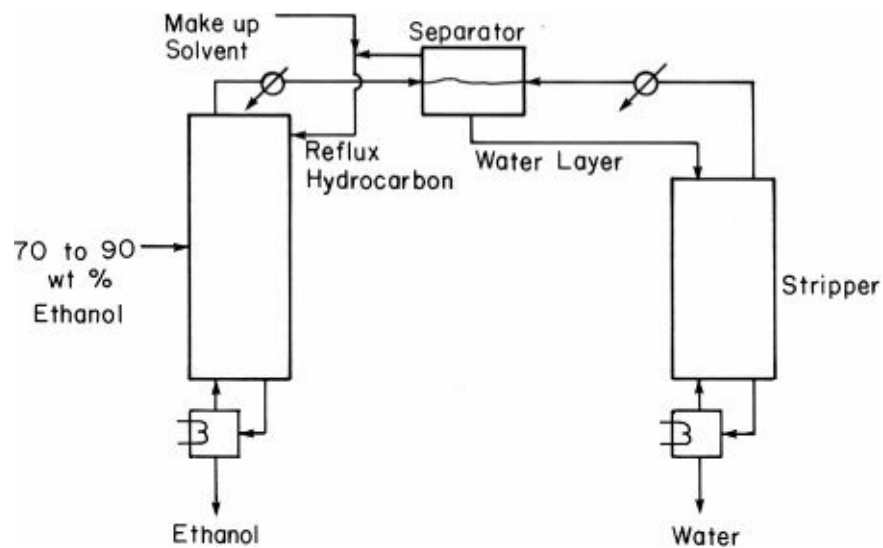 Make up
Solvent
Separator
Reflux
Hydrocarbon
Water Layer
70 to 90
wt %
Ethanol
Stripper
Ethanol
Water